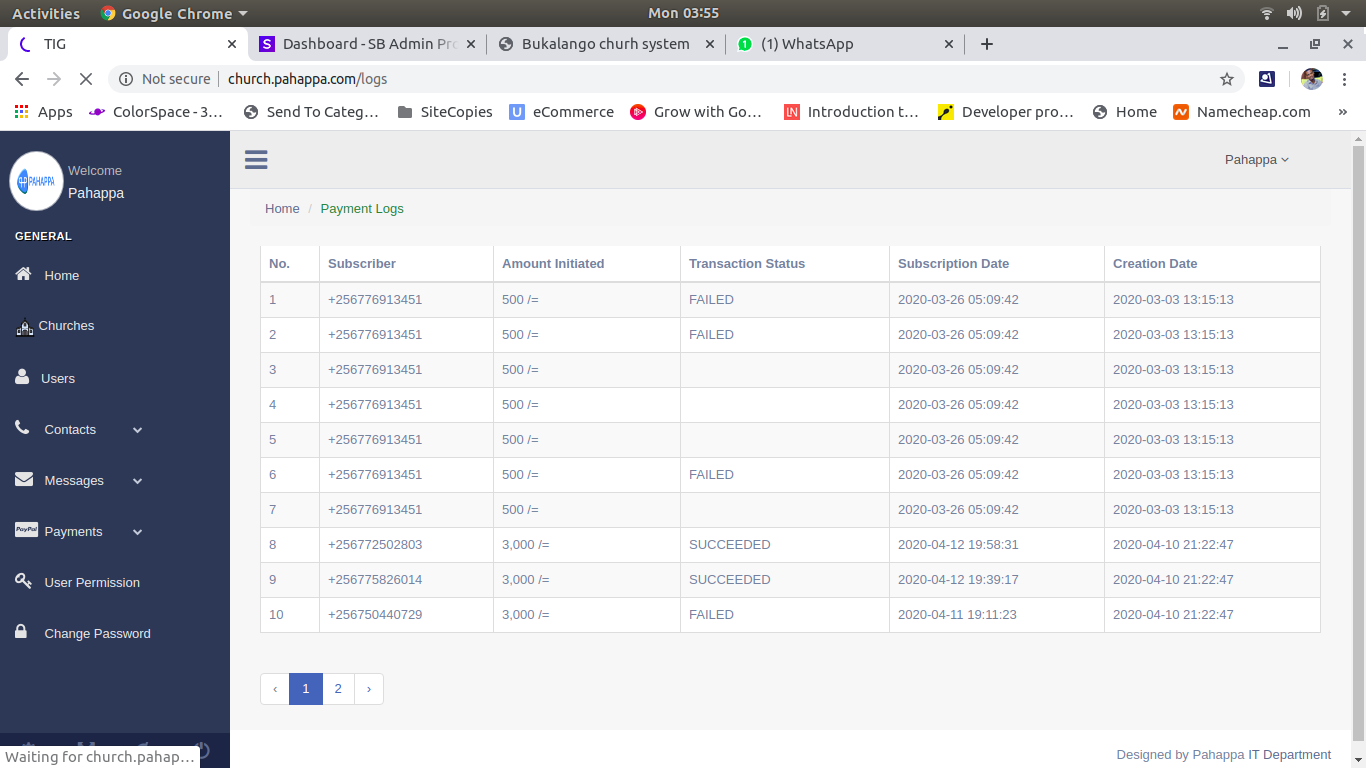 Activities Google Chrome Mon 03:55
TIG Dashboard - SB Admin Pro Bukalango churh system (1) WhatsApp
Not secure church.pahappa.com/logs
Apps ColorSpace - 3... Send To Categ... SiteCopies eCommerce Grow with Go... Introduction t... Developer pro... Home Namecheap.com »
Welcome
PAHAPPA
Pahappa
Pahappa
GENERAL
Home
Churches
Users
Contacts
Messages
PayPal Payments
User Permission
Change Password
Home / Payment Logs
No. Subscriber Amount Initiated Transaction Status Subscription Date Creation Date
1 +256776913451 500 /= FAILED 2020-03-26 05:09:42 2020-03-03 13:15:13
2 +256776913451 500 /= FAILED 2020-03-26 05:09:42 2020-03-03 13:15:13
3 +256776913451 500 /= 2020-03-26 05:09:42 2020-03-03 13:15:13
4 +256776913451 500 /= 2020-03-26 05:09:42 2020-03-03 13:15:13
5 +256776913451 500 /= 2020-03-26 05:09:42 2020-03-03 13:15:13
6 +256776913451 500 /= FAILED 2020-03-26 05:09:42 2020-03-03 13:15:13
7 +256776913451 500 /= 2020-03-26 05:09:42 2020-03-03 13:15:13
8 +256772502803 3,000 /= SUCCEEDED 2020-04-12 19:58:31 2020-04-10 21:22:47
9 +256775826014 3,000 /= SUCCEEDED 2020-04-12 19:39:17 2020-04-10 21:22:47
10 +256750440729 3,000 /= FAILED 2020-04-11 19:11:23 2020-04-10 21:22:47
‹ 1 2 ›
Waiting for church.pahap...
Designed by Pahappa IT Department